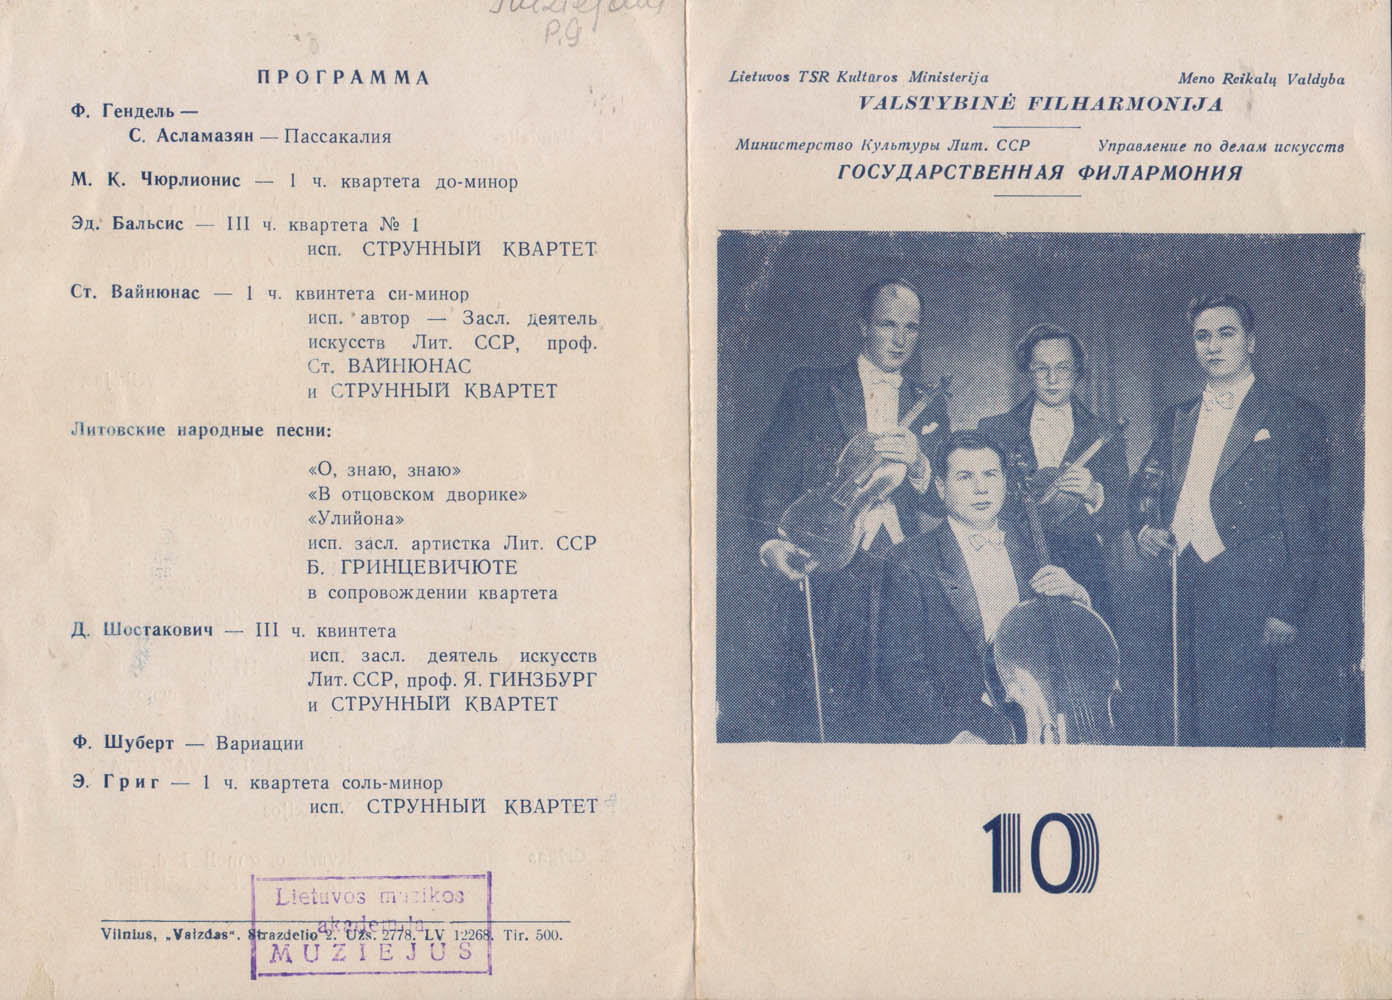 P.G
ПРОГРАММА
Ф. Гендель —
С. Асламазян — Пассакалия
М. К. Чюрлионис — 1 ч. квартета до-минор
Эд. Бальсис — III ч. квартета № 1
исп. СТРУННЫЙ КВАРТЕТ
Ст. Вайнюнас — 1 ч. квинтета си-минор
исп. автор — Засл. деятель
искусств Лит. ССР, проф.
Ст. ВАЙНЮНАС
и СТРУННЫЙ КВАРТЕТ
Литовские народные песни:
«О, знаю, знаю»
«В отцовском дворике»
«Улийона»
исп. засл. артистка Лит. ССР
Б. ГРИНЦЕВИЧЮТЕ
в сопровождении квартета
Д. Шостакович — III ч. квинтета
исп. засл. деятель искусств
Лит. ССР, проф. Я. ГИНЗБУРГ
и СТРУННЫЙ КВАРТЕТ
Ф. Шуберт — Вариации
Э. Григ — 1 ч. квартета соль-минор
исп. СТРУННЫЙ КВАРТЕТ
Lietuvos muzikos
akademija
MUZIEJUS
Vilnius, „Vaizdas“, Strazdelio 2. Užs. 2778. LV 12268. Tir. 500.
Lietuvos TSR Kultūros Ministerija Meno Reikalų Valdyba
VALSTYBINĖ FILHARMONIJA
Министерство Культуры Лит. ССР Управление по делам искусств
ГОСУДАРСТВЕННАЯ ФИЛАРМОНИЯ
10